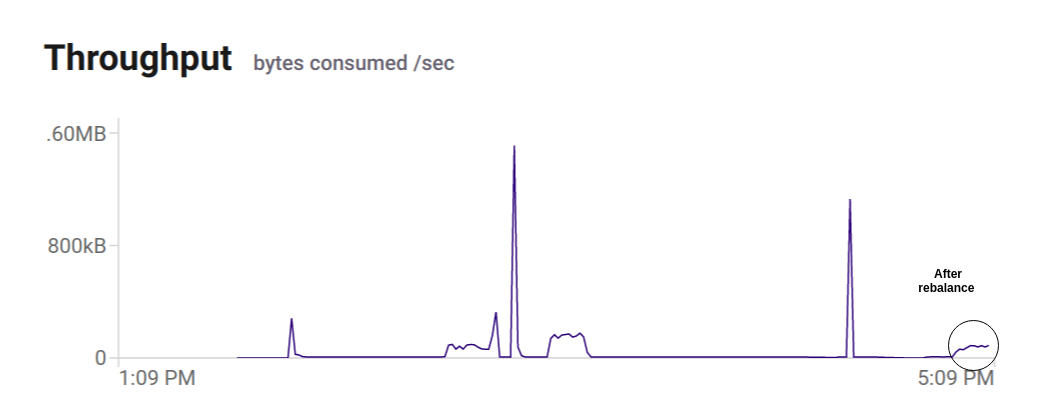 Throughput bytes consumed /sec
.60MB
800kB
After
rebalance
0
1:09 PM 5:09 PM